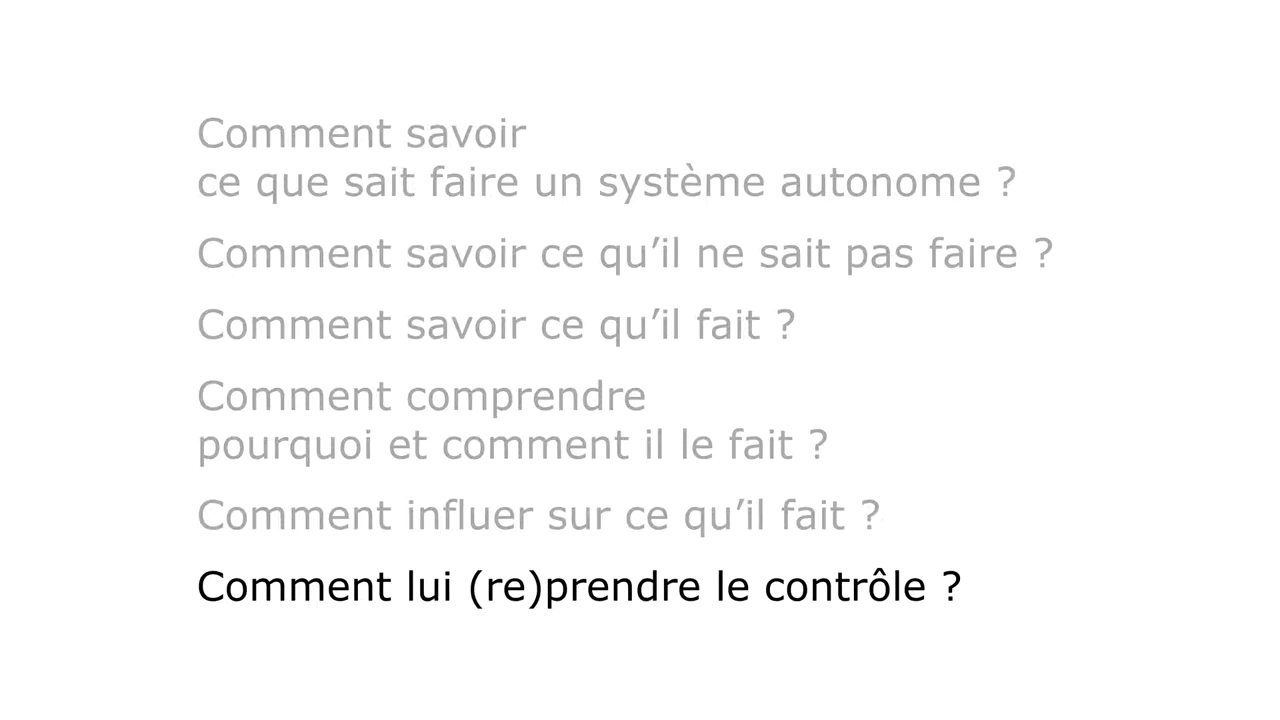 Comment savoir
ce que sait faire un système autonome ?
Comment savoir ce qu’il ne sait pas faire ?
Comment savoir ce qu’il fait ?
Comment comprendre
pourquoi et comment il le fait ?
Comment influer sur ce qu’il fait ?
Comment lui (re)prendre le contrôle ?